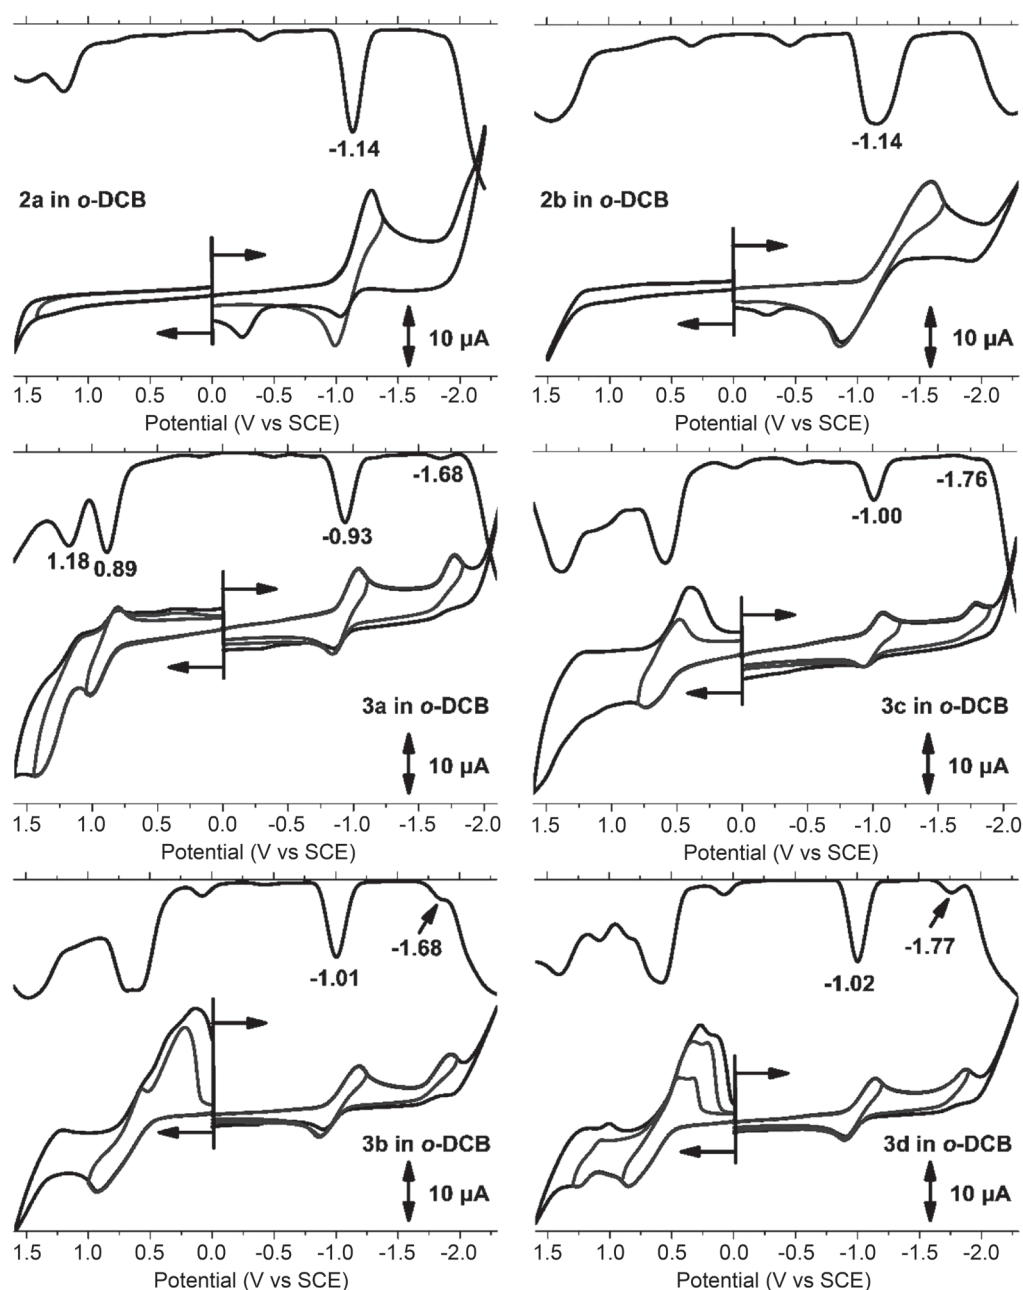 -1.14
2a in o-DCB
10 µA
1.5 1.0 0.5 0.0 -0.5 -1.0 -1.5 -2.0
Potential (V vs SCE)
-1.14
2b in o-DCB
10 µA
1.5 1.0 0.5 0.0 -0.5 -1.0 -1.5 -2.0
Potential (V vs SCE)
-1.68
1.18 0.89
-0.93
3a in o-DCB
10 µA
1.5 1.0 0.5 0.0 -0.5 -1.0 -1.5 -2.0
Potential (V vs SCE)
-1.76
-1.00
3c in o-DCB
10 µA
1.5 1.0 0.5 0.0 -0.5 -1.0 -1.5 -2.0
Potential (V vs SCE)
-1.68
-1.01
3b in o-DCB
10 µA
1.5 1.0 0.5 0.0 -0.5 -1.0 -1.5 -2.0
Potential (V vs SCE)
-1.77
-1.02
3d in o-DCB
10 µA
1.5 1.0 0.5 0.0 -0.5 -1.0 -1.5 -2.0
Potential (V vs SCE)